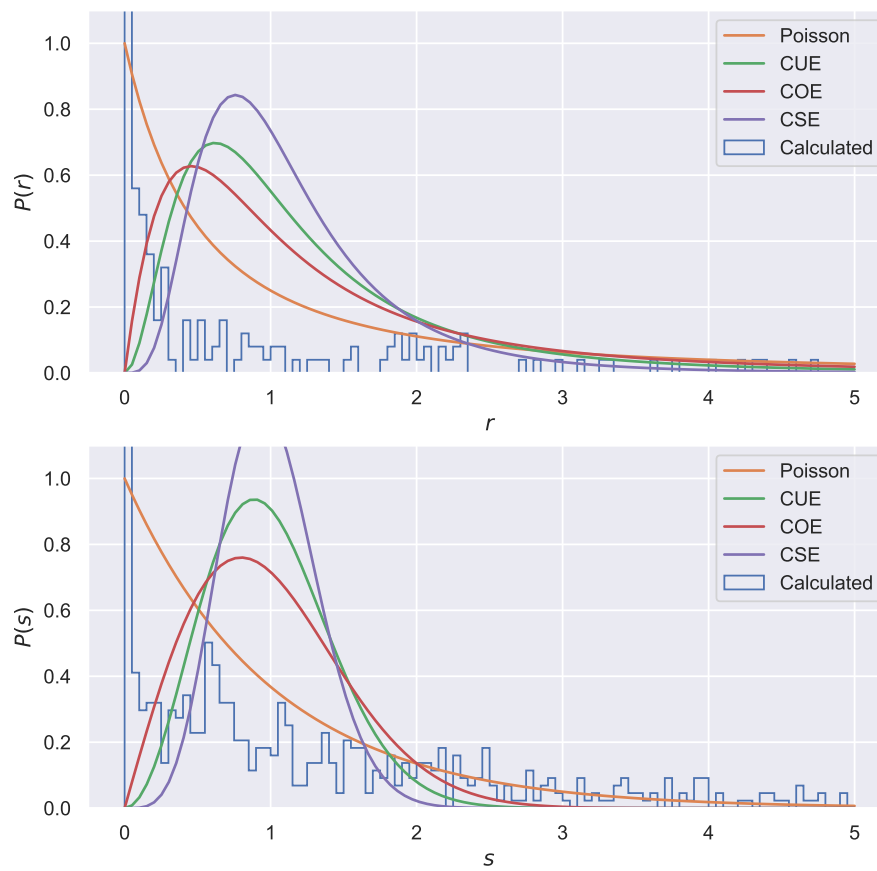 1.0
0.8
0.6
0.4
0.2
0.0
P(r)
Poisson
CUE
COE
CSE
Calculated
0 1 2 3 4 5
r
1.0
0.8
0.6
0.4
0.2
0.0
P(s)
Poisson
CUE
COE
CSE
Calculated
0 1 2 3 4 5
s